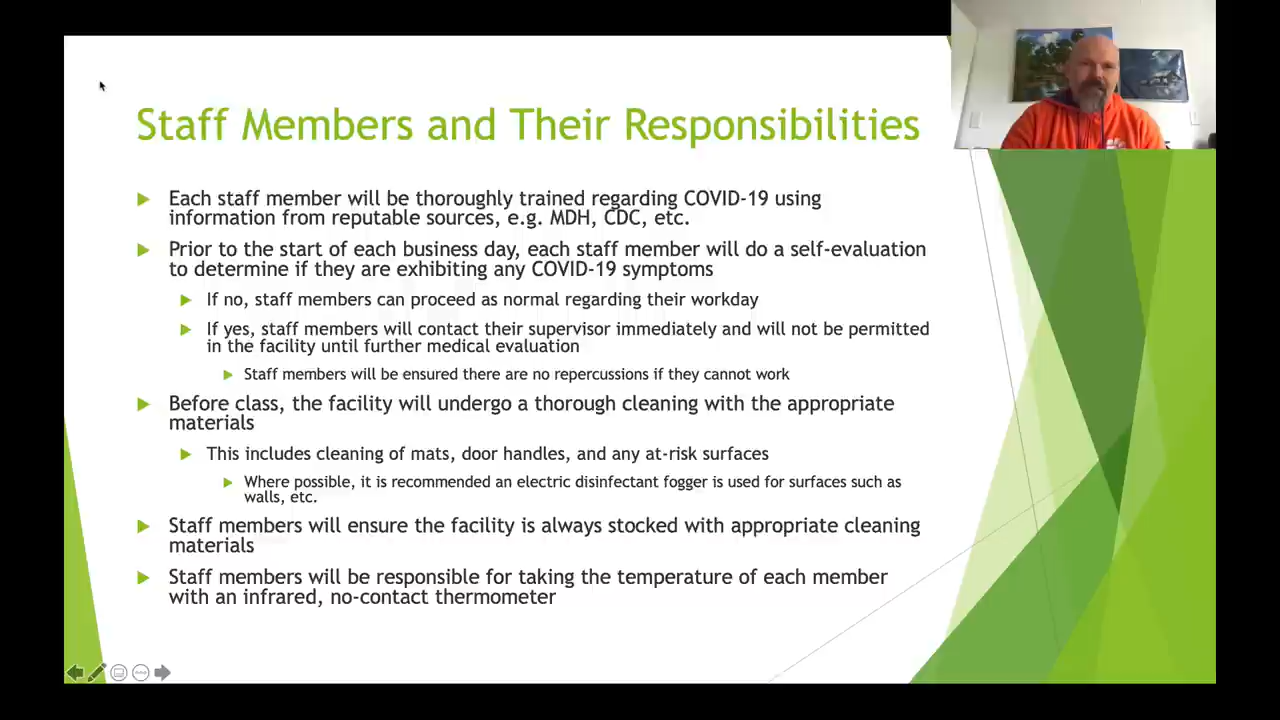 Staff Members and Their Responsibilities
Each staff member will be thoroughly trained regarding COVID-19 using
information from reputable sources, e.g. MDH, CDC, etc.
Prior to the start of each business day, each staff member will do a self-evaluation
to determine if they are exhibiting any COVID-19 symptoms
If no, staff members can proceed as normal regarding their workday
If yes, staff members will contact their supervisor immediately and will not be permitted
in the facility until further medical evaluation
Staff members will be ensured there are no repercussions if they cannot work
Before class, the facility will undergo a thorough cleaning with the appropriate
materials
This includes cleaning of mats, door handles, and any at-risk surfaces
Where possible, it is recommended an electric disinfectant fogger is used for surfaces such as
walls, etc.
Staff members will ensure the facility is always stocked with appropriate cleaning
materials
Staff members will be responsible for taking the temperature of each member
with an infrared, no-contact thermometer